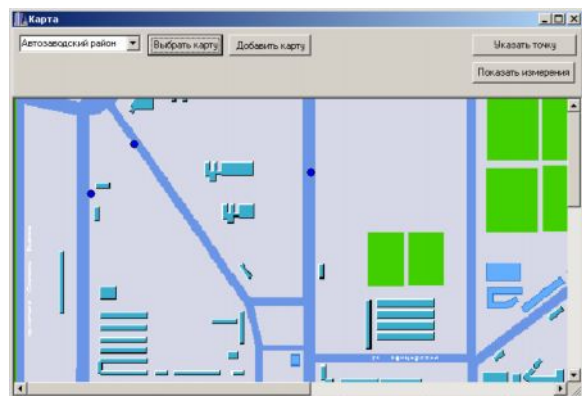 Карта
Автозаводский район
Выбрать карту
Добавить карту
Указать точку
Показать измерения